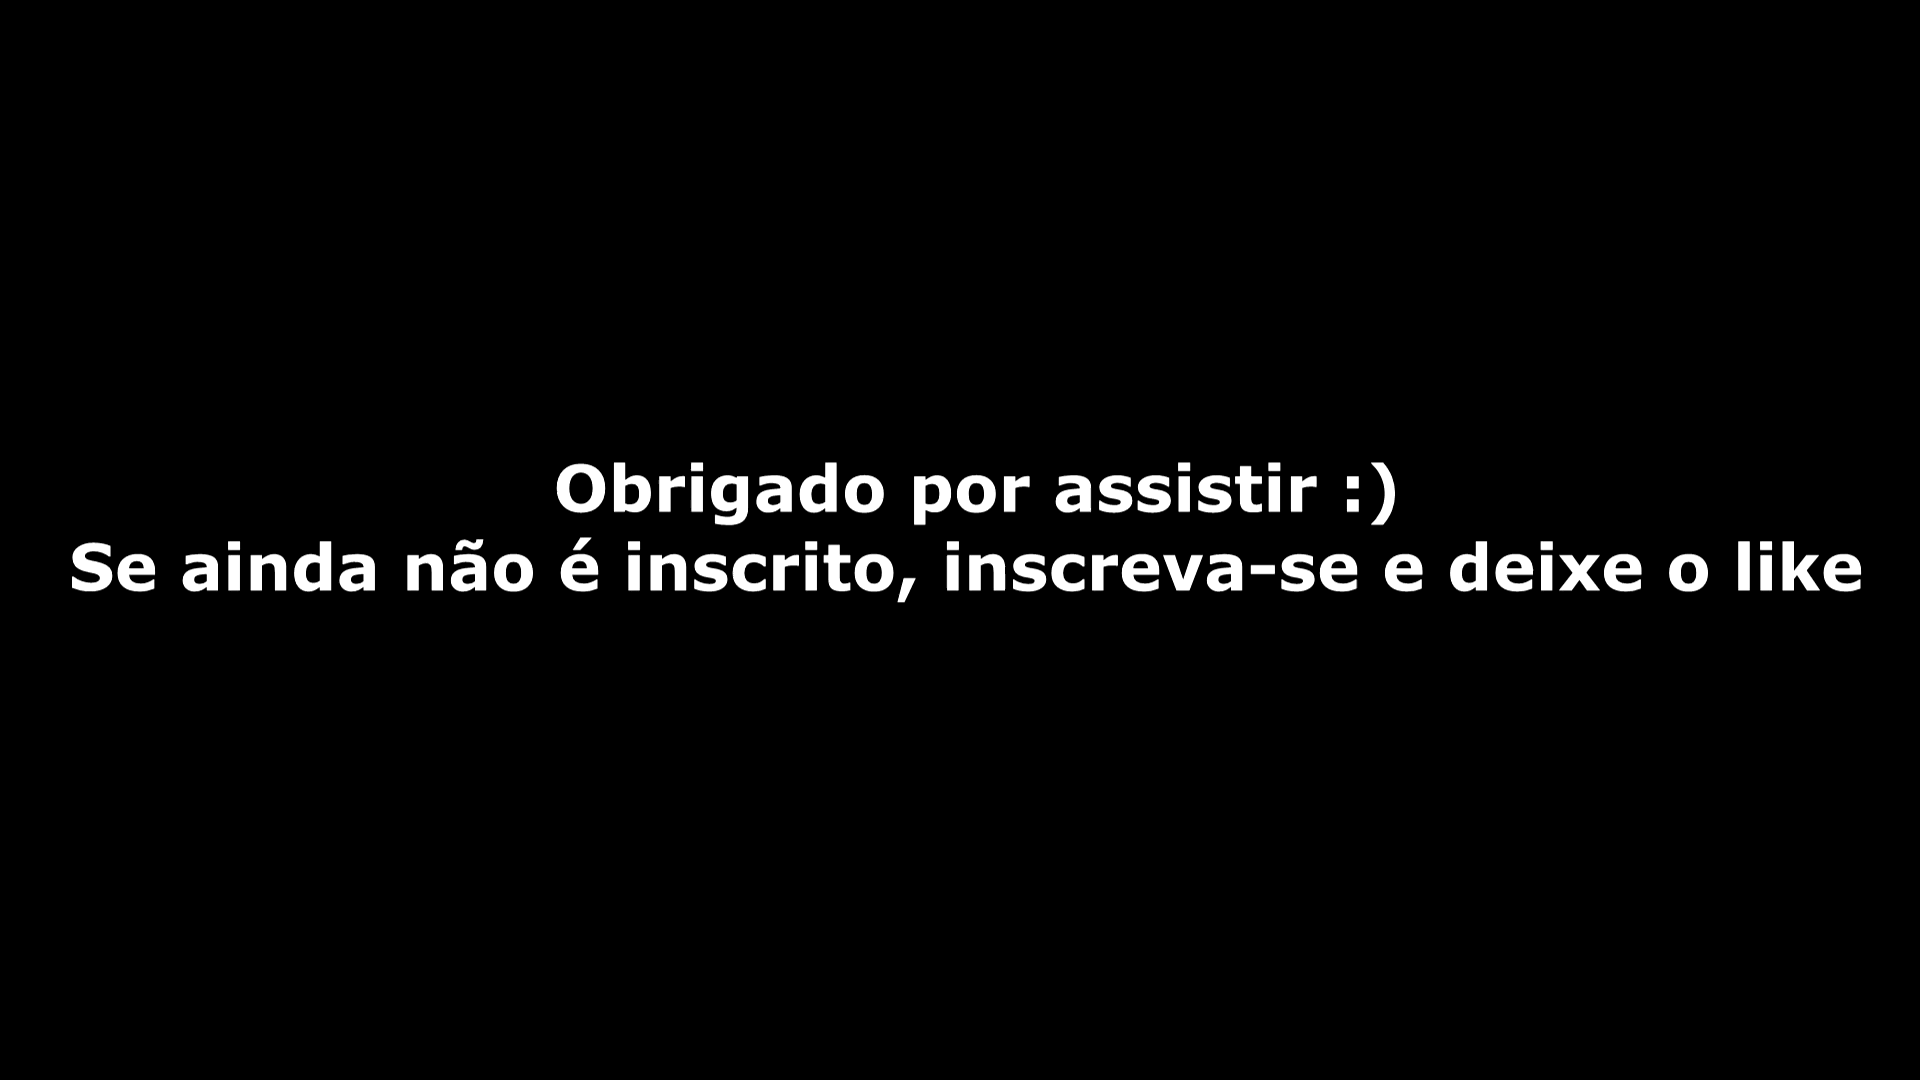 Obrigado por assistir :)
Se ainda não é inscrito, inscreva-se e deixe o like